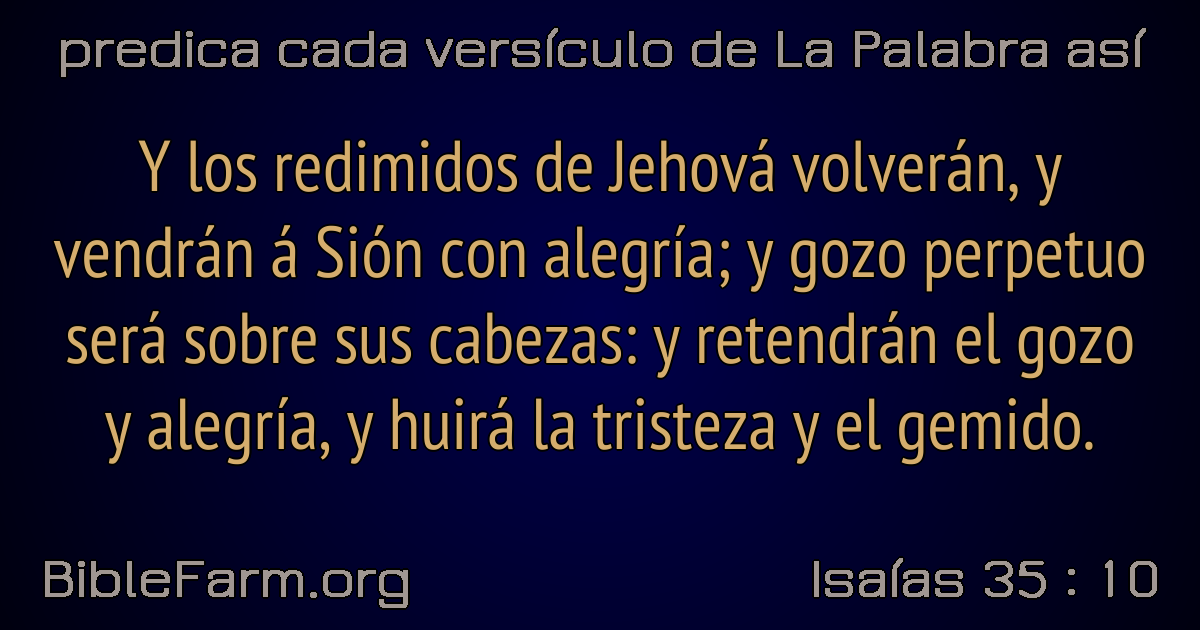 predica cada versículo de La Palabra así
Y los redimidos de Jehová volverán, y
vendrán á Sión con alegría; y gozo perpetuo
será sobre sus cabezas: y retendrán el gozo
y alegría, y huirá la tristeza y el gemido.
BibleFarm.org
Isaías 35 : 10